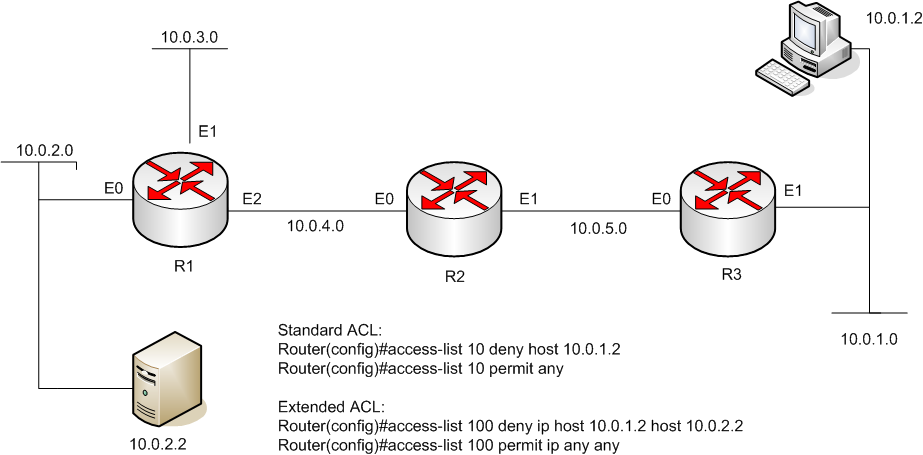 10.0.1.2
10.0.3.0
E1
10.0.2.0
E0
E2
E0
E1
E0
E1
10.0.4.0
10.0.5.0
R1
R2
R3
10.0.1.0
Standard ACL:
Router(config)#access-list 10 deny host 10.0.1.2
Router(config)#access-list 10 permit any
Extended ACL:
Router(config)#access-list 100 deny ip host 10.0.1.2 host 10.0.2.2
Router(config)#access-list 100 permit ip any any
10.0.2.2